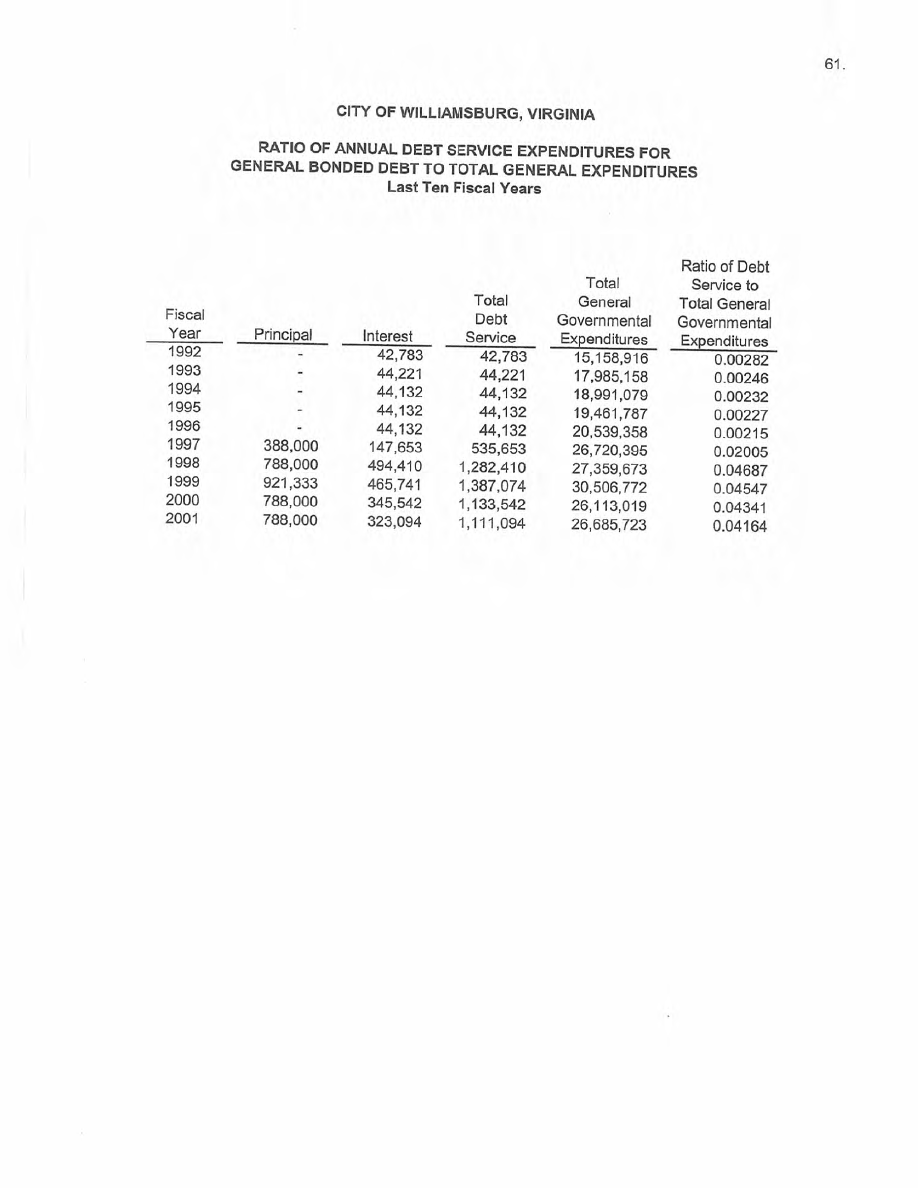 61.
CITY OF WILLIAMSBURG, VIRGINIA
RATIO OF ANNUAL DEBT SERVICE EXPENDITURES FOR
GENERAL BONDED DEBT TO TOTAL GENERAL EXPENDITURES
Last Ten Fiscal Years
Ratio of Debt
Total Service to
Total General Total General
Fiscal Debt Governmental Governmental
Year Principal Interest Service Expenditures Expenditures
1992 - 42,783 42,783 15,158,916 0.00282
1993 - 44,221 44,221 17,985,158 0.00246
1994 - 44,132 44,132 18,991,079 0.00232
1995 - 44,132 44,132 19,461,787 0.00227
1996 - 44,132 44,132 20,539,358 0.00215
1997 388,000 147,653 535,653 26,720,395 0.02005
1998 788,000 494,410 1,282,410 27,359,673 0.04687
1999 921,333 465,741 1,387,074 30,506,772 0.04547
2000 788,000 345,542 1,133,542 26,113,019 0.04341
2001 788,000 323,094 1,111,094 26,685,723 0.04164